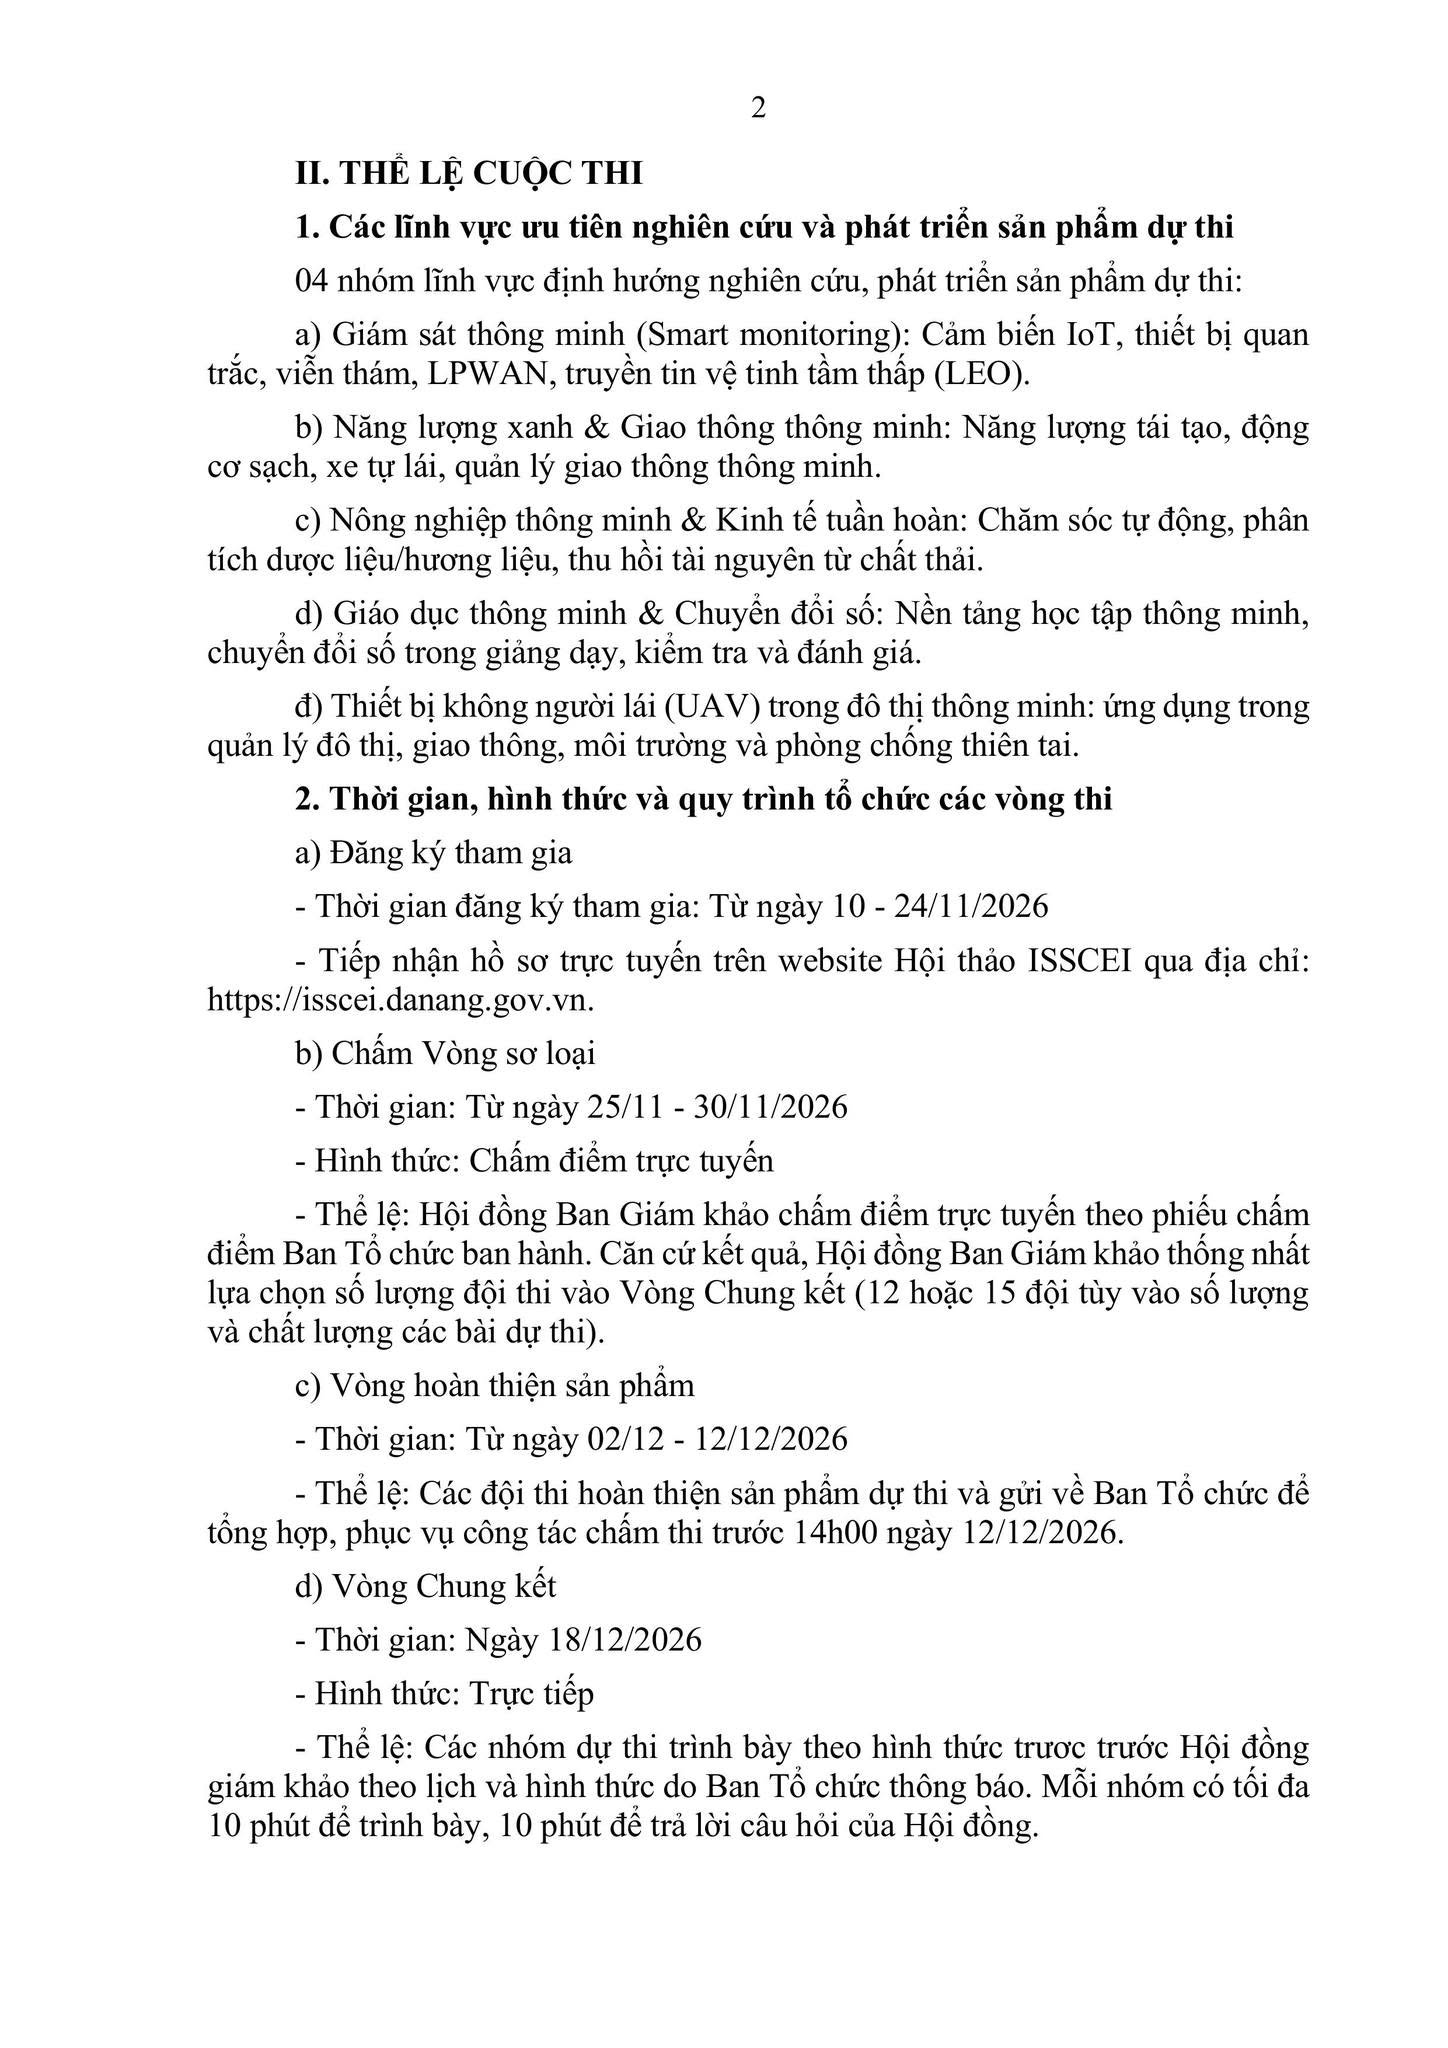 2
II. THỂ LỆ CUỘC THI
1. Các lĩnh vực ưu tiên nghiên cứu và phát triển sản phẩm dự thi
04 nhóm lĩnh vực định hướng nghiên cứu, phát triển sản phẩm dự thi:
a) Giám sát thông minh (Smart monitoring): Cảm biến IoT, thiết bị quan
trắc, viễn thám, LPWAN, truyền tin vệ tinh tầm thấp (LEO).
b) Năng lượng xanh & Giao thông thông minh: Năng lượng tái tạo, động
cơ sạch, xe tự lái, quản lý giao thông thông minh.
c) Nông nghiệp thông minh & Kinh tế tuần hoàn: Chăm sóc tự động, phân
tích dược liệu/hương liệu, thu hồi tài nguyên từ chất thải.
d) Giáo dục thông minh & Chuyển đổi số: Nền tảng học tập thông minh,
chuyển đổi số trong giảng dạy, kiểm tra và đánh giá.
đ) Thiết bị không người lái (UAV) trong đô thị thông minh: ứng dụng trong
quản lý đô thị, giao thông, môi trường và phòng chống thiên tai.
2. Thời gian, hình thức và quy trình tổ chức các vòng thi
a) Đăng ký tham gia
- Thời gian đăng ký tham gia: Từ ngày 10 - 24/11/2026
- Tiếp nhận hồ sơ trực tuyến trên website Hội thảo ISSCEI qua địa chỉ:
https://isscei.danang.gov.vn.
b) Chấm Vòng sơ loại
- Thời gian: Từ ngày 25/11 - 30/11/2026
- Hình thức: Chấm điểm trực tuyến
- Thể lệ: Hội đồng Ban Giám khảo chấm điểm trực tuyến theo phiếu chấm
điểm Ban Tổ chức ban hành. Căn cứ kết quả, Hội đồng Ban Giám khảo thống nhất
lựa chọn số lượng đội thi vào Vòng Chung kết (12 hoặc 15 đội tùy vào số lượng
và chất lượng các bài dự thi).
c) Vòng hoàn thiện sản phẩm
- Thời gian: Từ ngày 02/12 - 12/12/2026
- Thể lệ: Các đội thi hoàn thiện sản phẩm dự thi và gửi về Ban Tổ chức để
tổng hợp, phục vụ công tác chấm thi trước 14h00 ngày 12/12/2026.
d) Vòng Chung kết
- Thời gian: Ngày 18/12/2026
- Hình thức: Trực tiếp
- Thể lệ: Các nhóm dự thi trình bày theo hình thức trươc trước Hội đồng
giám khảo theo lịch và hình thức do Ban Tổ chức thông báo. Mỗi nhóm có tối đa
10 phút để trình bày, 10 phút để trả lời câu hỏi của Hội đồng.